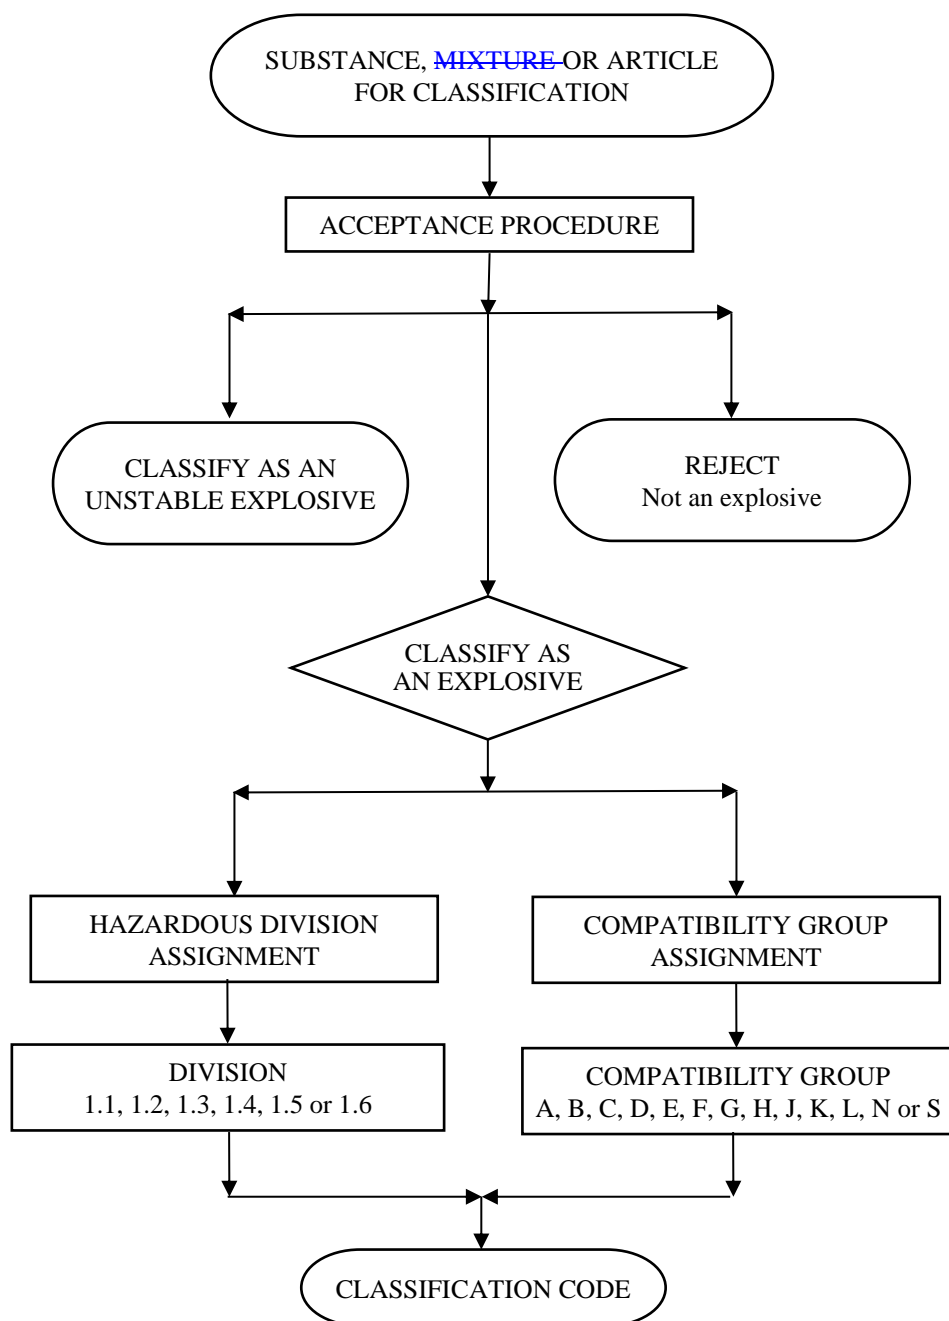 SUBSTANCE, MIXTURE OR ARTICLE
FOR CLASSIFICATION
ACCEPTANCE PROCEDURE
CLASSIFY AS AN
UNSTABLE EXPLOSIVE
REJECT
Not an explosive
CLASSIFY AS
AN EXPLOSIVE
HAZARDOUS DIVISION
ASSIGNMENT
COMPATIBILITY GROUP
ASSIGNMENT
DIVISION
1.1, 1.2, 1.3, 1.4, 1.5 or 1.6
COMPATIBILITY GROUP
A, B, C, D, E, F, G, H, J, K, L, N or S
CLASSIFICATION CODE